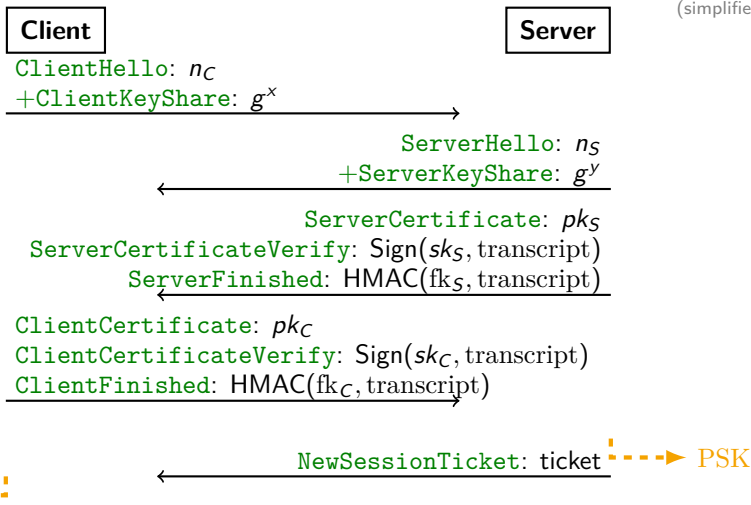 (simplifie
Client
Server
ClientHello: n_C
+ClientKeyShare: g^x
ServerHello: n_S
+ServerKeyShare: g^y
ServerCertificate: pk_S
ServerCertificateVerify: Sign(sk_S, transcript)
ServerFinished: HMAC(fk_S, transcript)
ClientCertificate: pk_C
ClientCertificateVerify: Sign(sk_C, transcript)
ClientFinished: HMAC(fk_C, transcript)
NewSessionTicket: ticket
PSK